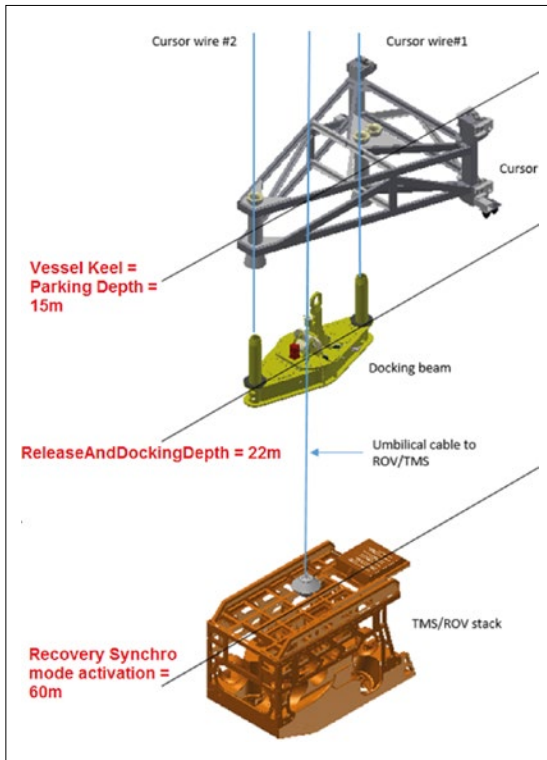 Cursor wire #2
Cursor wire#1
Cursor
Vessel Keel =
Parking Depth =
15m
Docking beam
ReleaseAndDockingDepth = 22m
Umbilical cable to
ROV/TMS
TMS/ROV stack
Recovery Synchro
mode activation =
60m